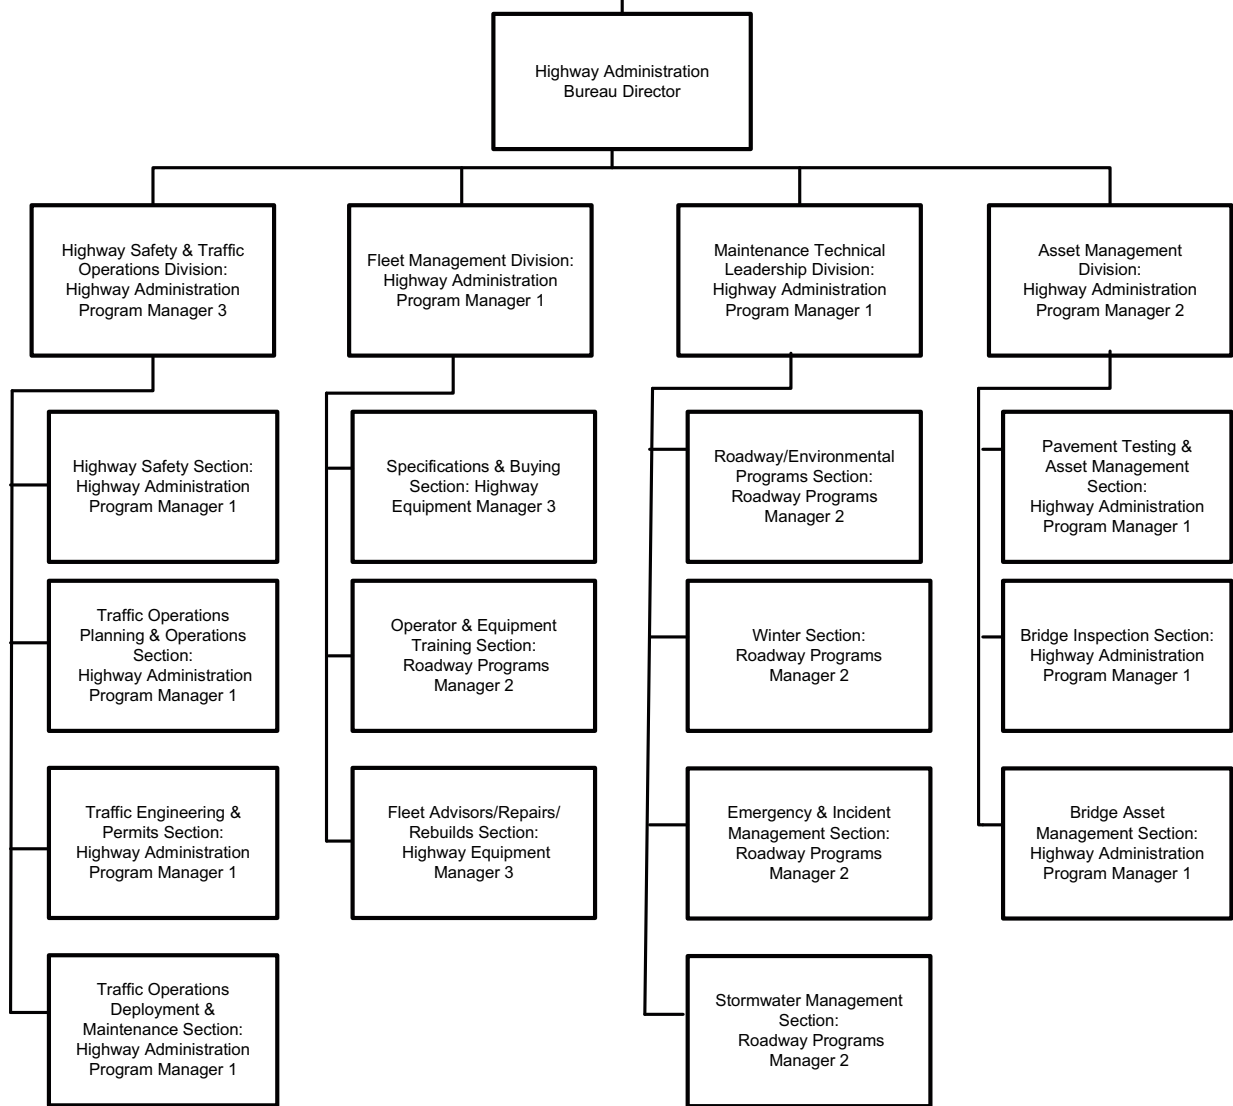 Highway Administration
Bureau Director
Highway Safety & Traffic
Operations Division:
Highway Administration
Program Manager 3
Fleet Management Division:
Highway Administration
Program Manager 1
Maintenance Technical
Leadership Division:
Highway Administration
Program Manager 1
Asset Management
Division:
Highway Administration
Program Manager 2
Highway Safety Section:
Highway Administration
Program Manager 1
Specifications & Buying
Section: Highway
Equipment Manager 3
Roadway/Environmental
Programs Section:
Roadway Programs
Manager 2
Pavement Testing &
Asset Management
Section:
Highway Administration
Program Manager 1
Traffic Operations
Planning & Operations
Section:
Highway Administration
Program Manager 1
Operator & Equipment
Training Section:
Roadway Programs
Manager 2
Winter Section:
Roadway Programs
Manager 2
Bridge Inspection Section:
Highway Administration
Program Manager 1
Traffic Engineering &
Permits Section:
Highway Administration
Program Manager 1
Fleet Advisors/Repairs/
Rebuilds Section:
Highway Equipment
Manager 3
Emergency & Incident
Management Section:
Roadway Programs
Manager 2
Bridge Asset
Management Section:
Highway Administration
Program Manager 1
Traffic Operations
Deployment &
Maintenance Section:
Highway Administration
Program Manager 1
Stormwater Management
Section:
Roadway Programs
Manager 2